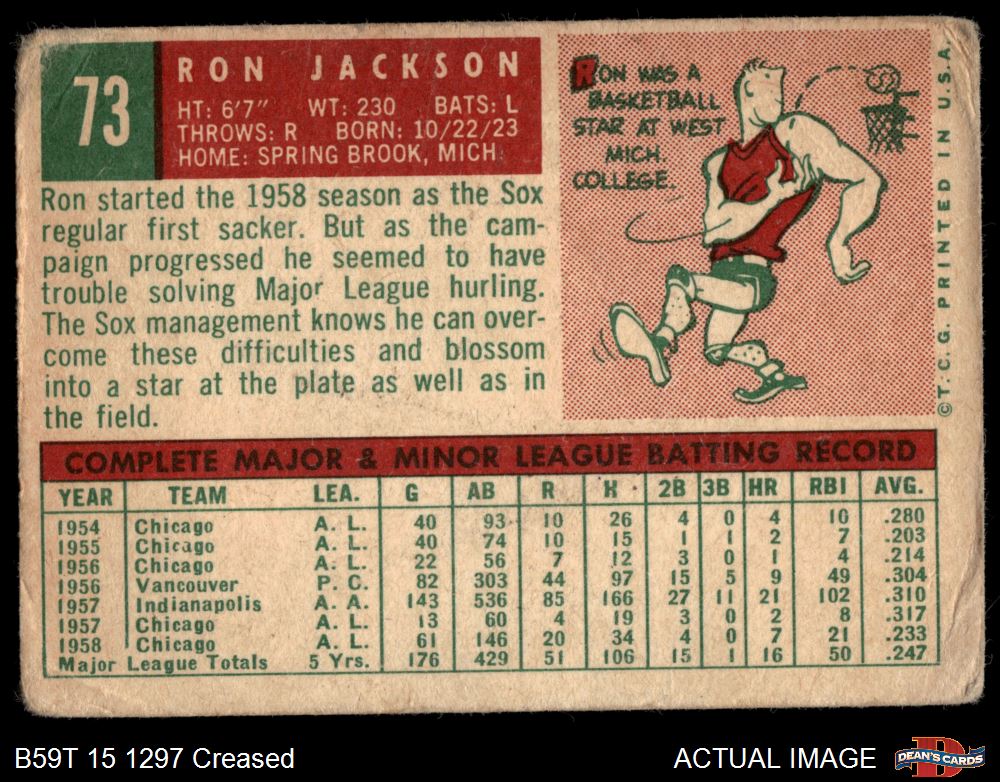 73
RON JACKSON
HT: 6'7" WT: 230 BATS: L
THROWS: R BORN: 10/22/23
HOME: SPRING BROOK, MICH
Ron started the 1958 season as the Sox
regular first sacker. But as the cam-
paign progressed he seemed to have
trouble solving Major League hurling.
The Sox management knows he can over-
come these difficulties and blossom
into a star at the plate as well as in
the field.
RON WAS A
BASKETBALL
STAR AT WEST
MICH.
COLLEGE.
© T. C. G. PRINTED IN U.S.A.
COMPLETE MAJOR & MINOR LEAGUE BATTING RECORD
YEAR TEAM LEA. G AB R H 2B 3B HR RBI AVG.
1954 Chicago A. L. 40 93 10 26 4 0 4 10 .280
1955 Chicago A. L. 40 74 10 15 1 1 2 7 .203
1956 Chicago A. L. 22 56 7 12 3 0 1 4 .214
1956 Vancouver P. C. 82 303 44 97 15 5 9 49 .304
1957 Indianapolis A. A. 143 536 85 166 27 11 21 102 .310
1957 Chicago A. L. 13 60 4 19 3 0 2 8 .317
1958 Chicago A. L. 61 146 20 34 4 0 7 21 .233
Major League Totals 5 Yrs. 176 429 51 106 15 1 16 50 .247
B59T 15 1297 Creased
ACTUAL IMAGE
D
DEAN'S CARDS